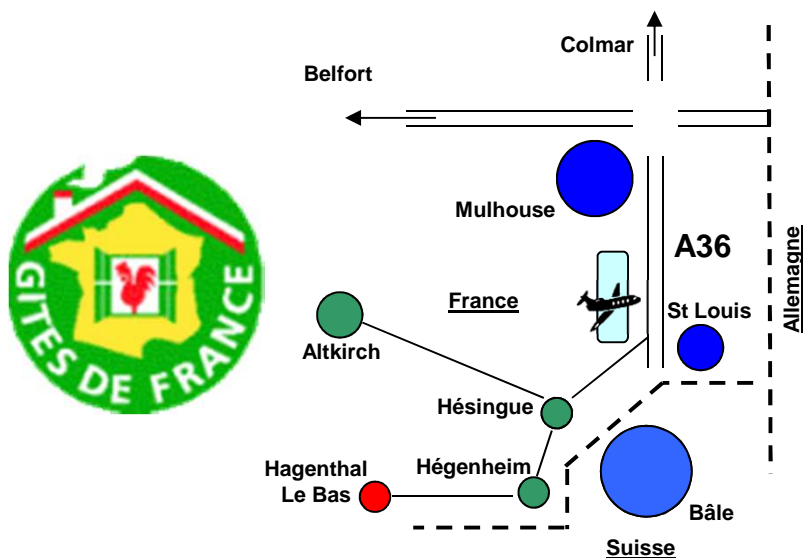 Colmar
Belfort
Mulhouse
A36
Allemagne
GITES DE FRANCE
France
St Louis
Altkirch
Hésingue
Hagenthal
Le Bas
Hégenheim
Bâle
Suisse